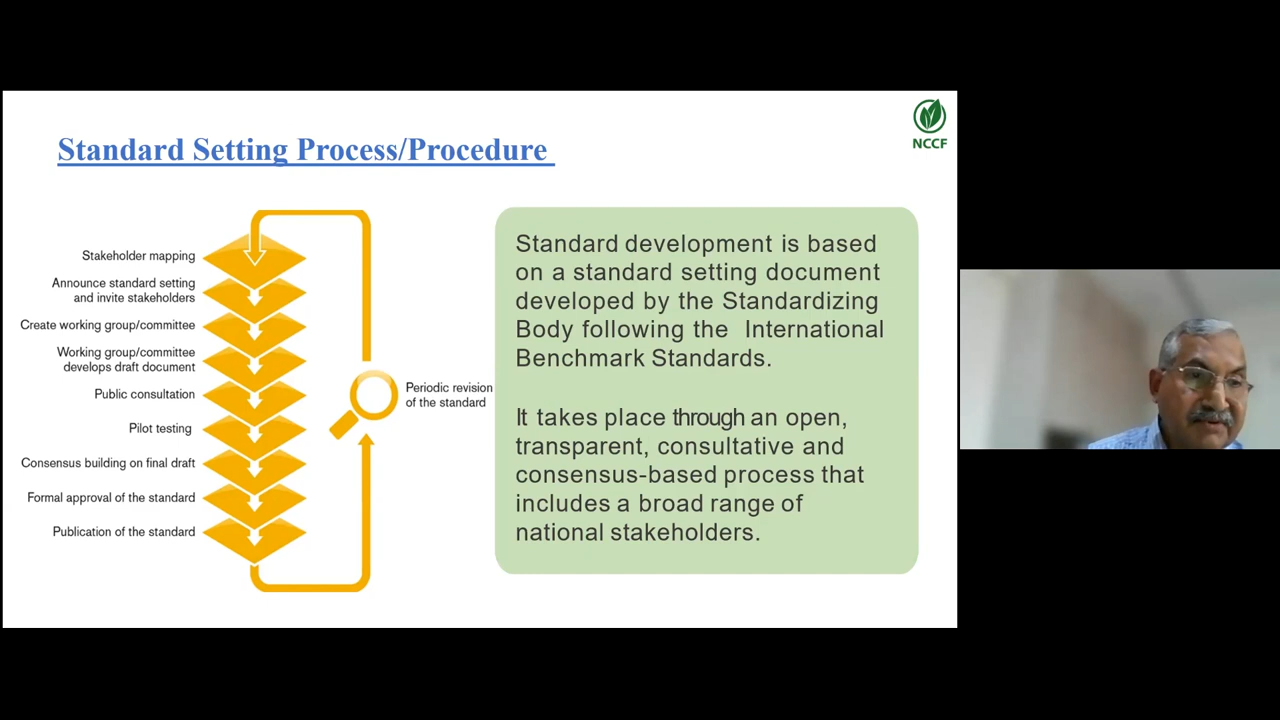 NCCF
Standard Setting Process/Procedure
Stakeholder mapping
Announce standard setting
and invite stakeholders
Create working group/committee
Working group/committee
develops draft document
Public consultation
Pilot testing
Consensus building on final draft
Formal approval of the standard
Publication of the standard
Periodic revision
of the standard
Standard development is based
on a standard setting document
developed by the Standardizing
Body following the International
Benchmark Standards.
It takes place through an open,
transparent, consultative and
consensus-based process that
includes a broad range of
national stakeholders.